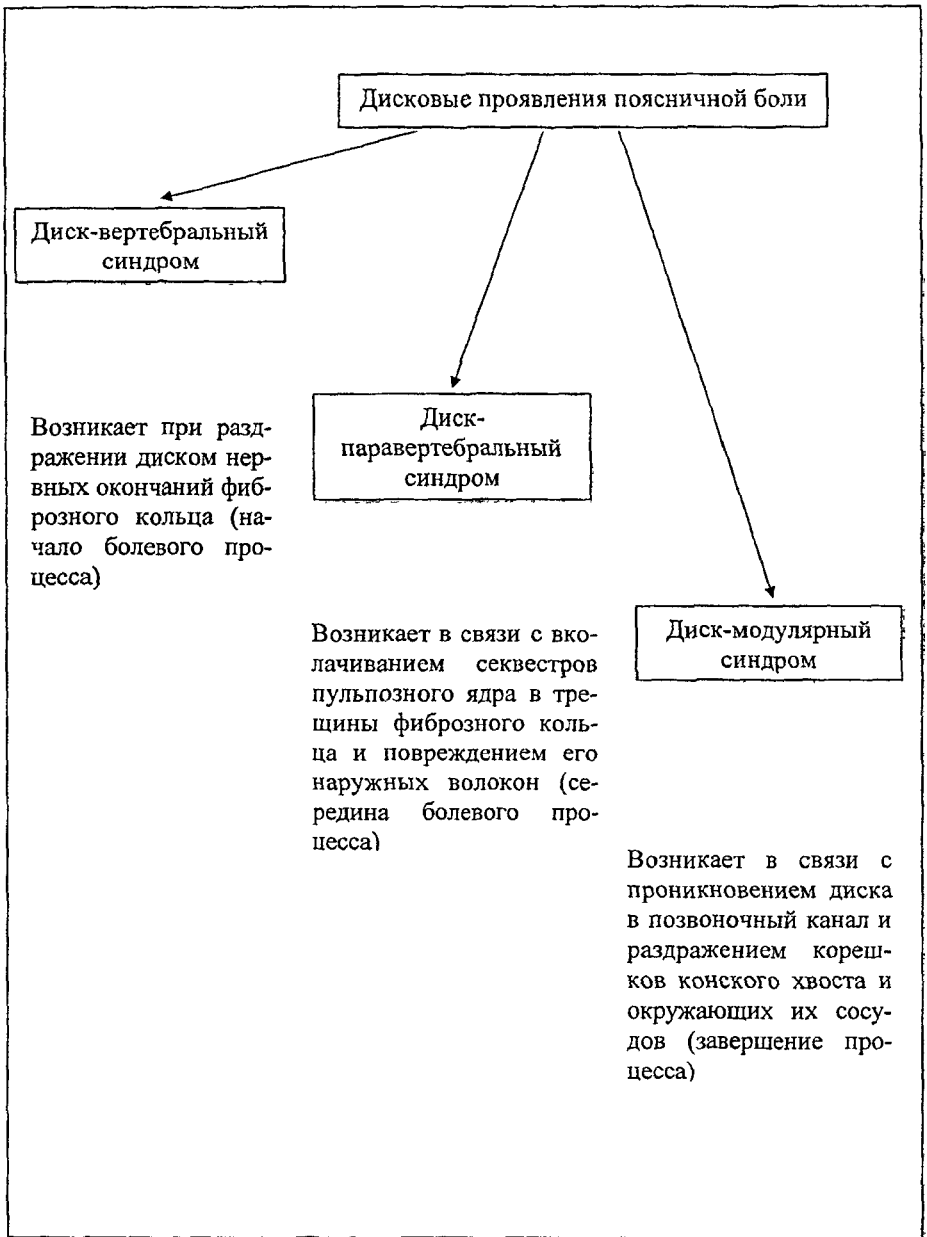 Дисковые проявления поясничной боли
Диск-вертебральный
синдром
Возникает при разд-
ражении диском нер-
вных окончаний фиб-
розного кольца (на-
чало болевого про-
цесса)
Диск-
паравертебральный
синдром
Возникает в связи с вко-
лачиванием секвестров
пульпозного ядра в тре-
щины фиброзного коль-
ца и повреждением его
наружных волокон (се-
редина болевого про-
цесса)
Диск-модулярный
синдром
Возникает в связи с
проникновением диска
в позвоночный канал и
раздражением кореш-
ков конского хвоста и
окружающих их сосу-
дов (завершение про-
цесса)